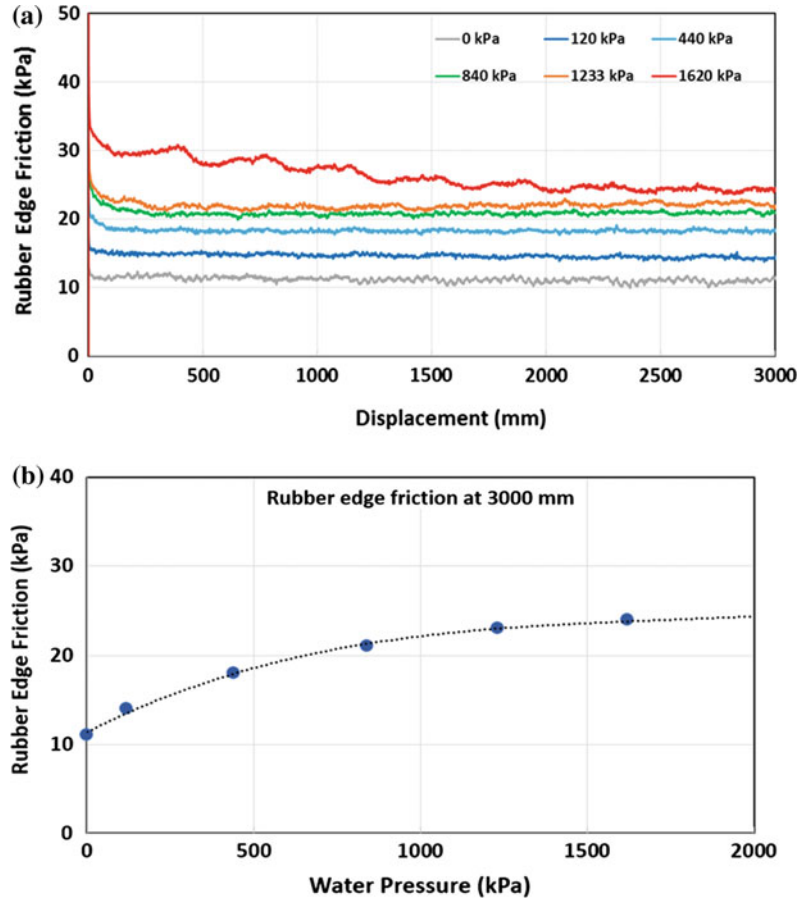 (a)
50
40
30
20
10
0
Rubber Edge Friction (kPa)
0 kPa 120 kPa 440 kPa
840 kPa 1233 kPa 1620 kPa
0 500 1000 1500 2000 2500 3000
Displacement (mm)
(b)
40
30
20
10
0
Rubber Edge Friction (kPa)
Rubber edge friction at 3000 mm
0 500 1000 1500 2000
Water Pressure (kPa)